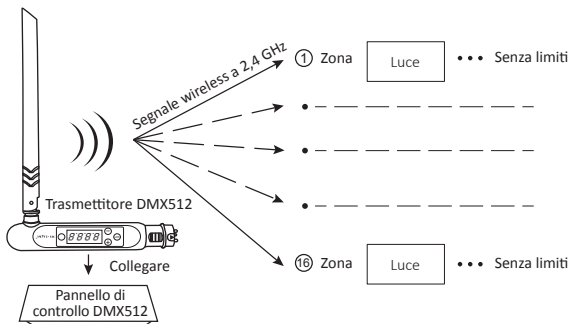 Segnale wireless a 2,4 GHz
1 Zona Luce ••• Senza limiti
Trasmettitore DMX512
8888
Collegare
16 Zona Luce ••• Senza limiti
Pannello di
controllo DMX512